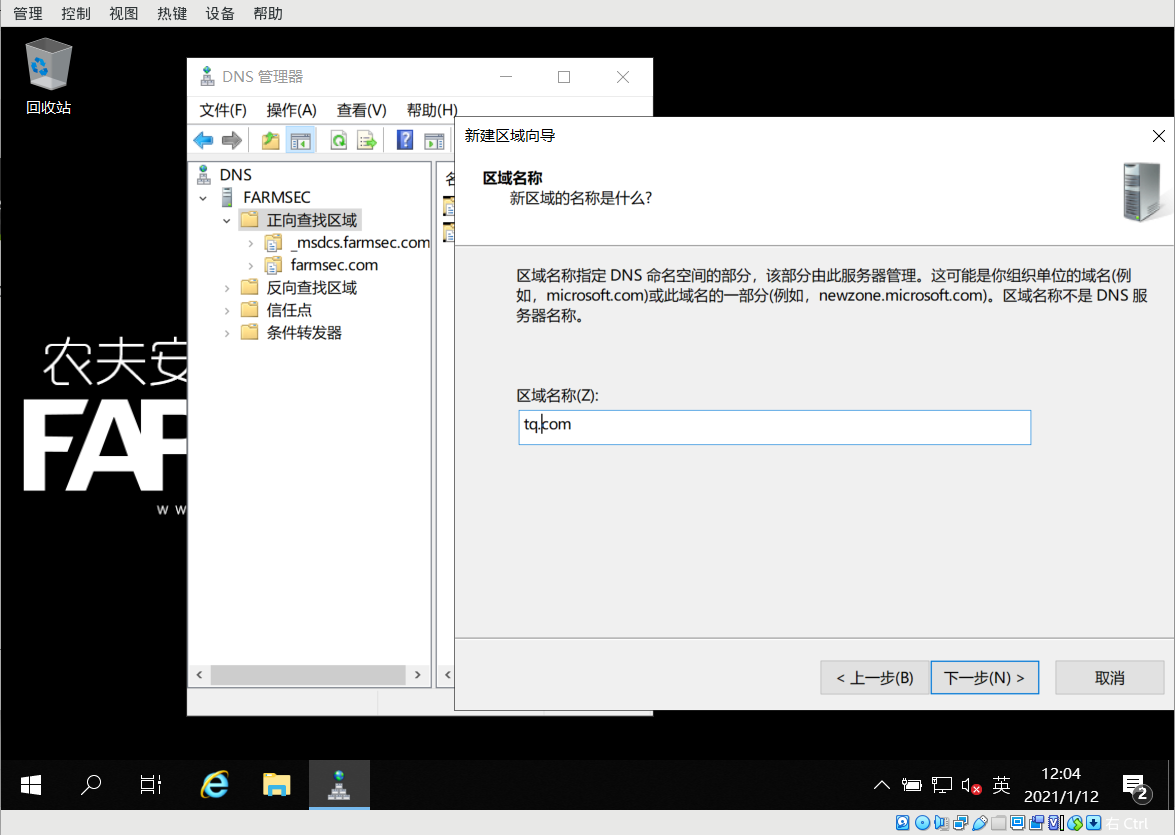 管理 控制 视图 热键 设备 帮助
回收站
DNS 管理器
文件(F) 操作(A) 查看(V) 帮助(H)
新建区域向导
DNS
FARMSEC
正向查找区域
_msdcs.farmsec.com
farmsec.com
反向查找区域
信任点
条件转发器
区域名称
新区域的名称是什么?
区域名称指定 DNS 命名空间的部分，该部分由此服务器管理。这可能是你组织单位的域名(例
如，microsoft.com)或此域名的一部分(例如，newzone.microsoft.com)。区域名称不是 DNS 服
务器名称。
区域名称(Z):
tq.com
< 上一步(B) 下一步(N) > 取消
农夫安
FAR
w w
英
12:04
2021/1/12
2
右 Ctrl